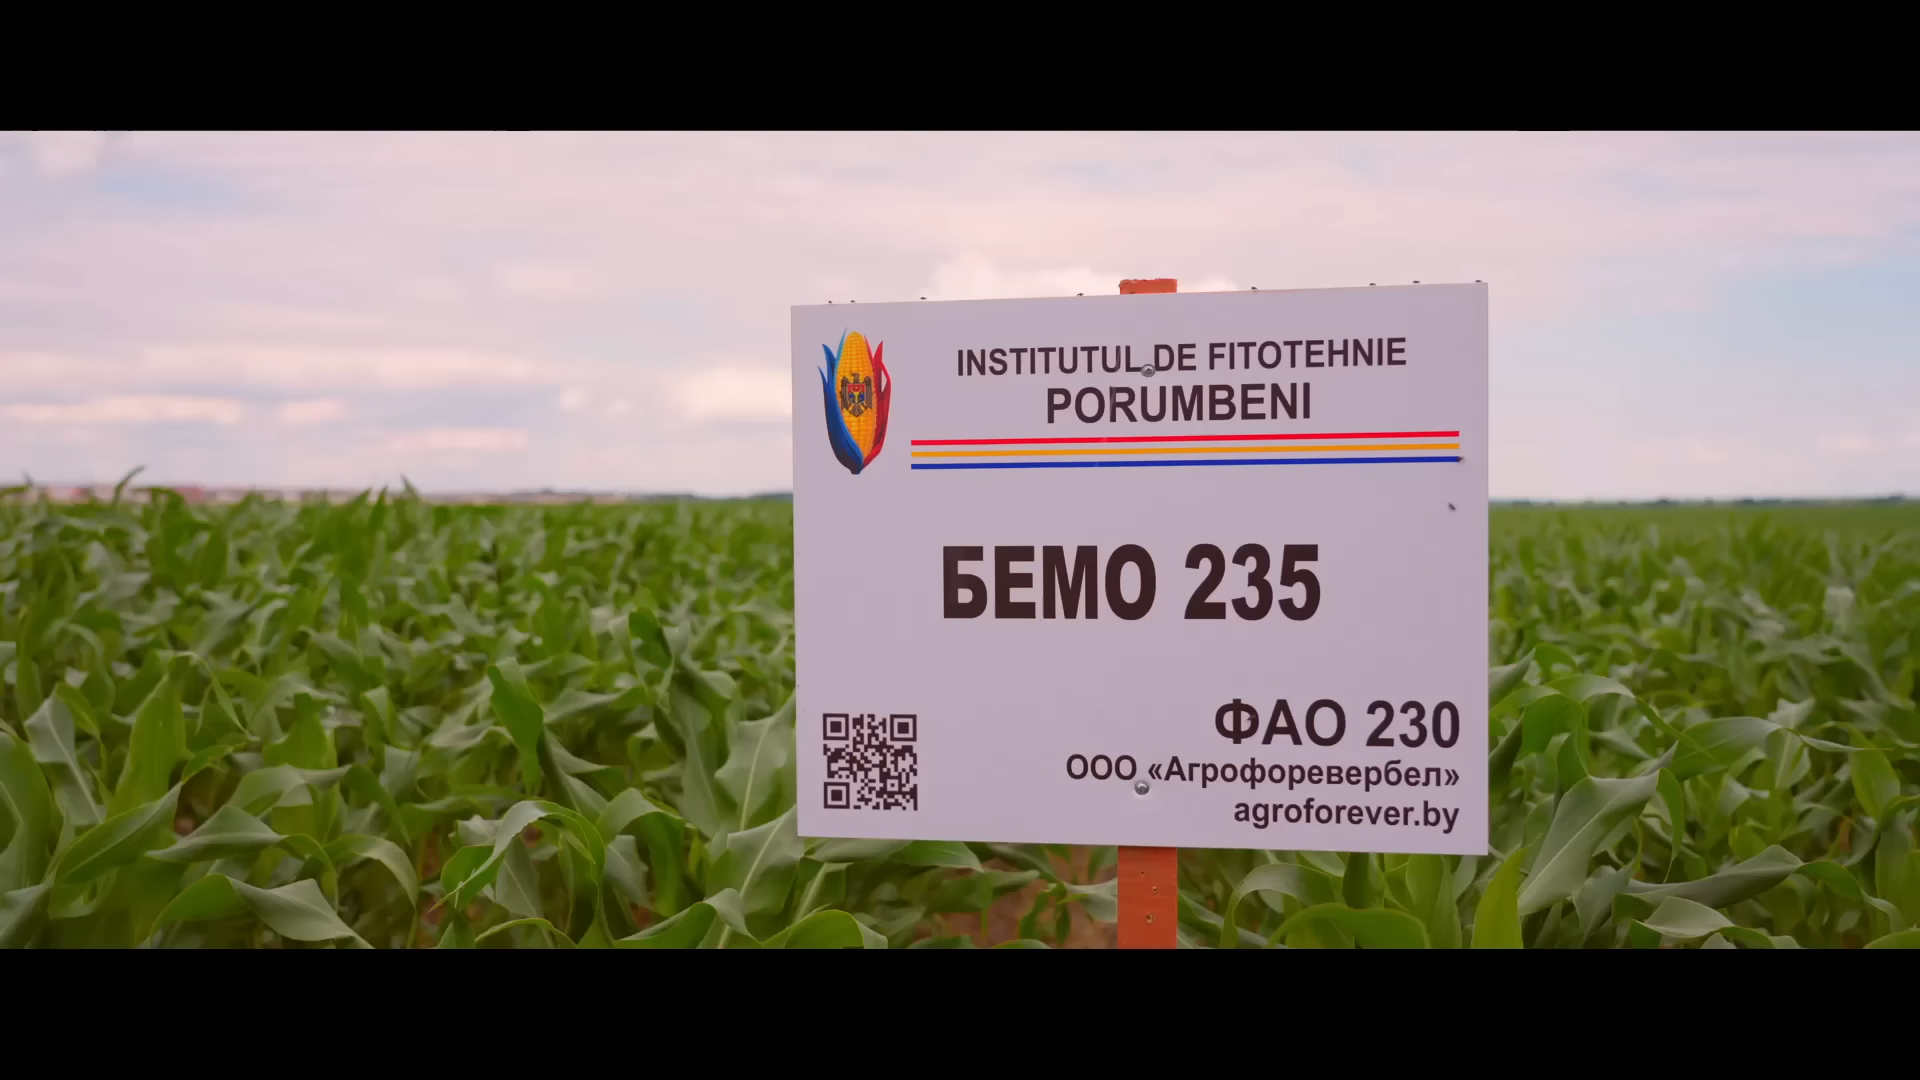 INSTITUTUL DE FITOTEHNIE
PORUMBENI
БЕМО 235
ФАО 230
ООО «Агрофоревербел»
agroforever.by